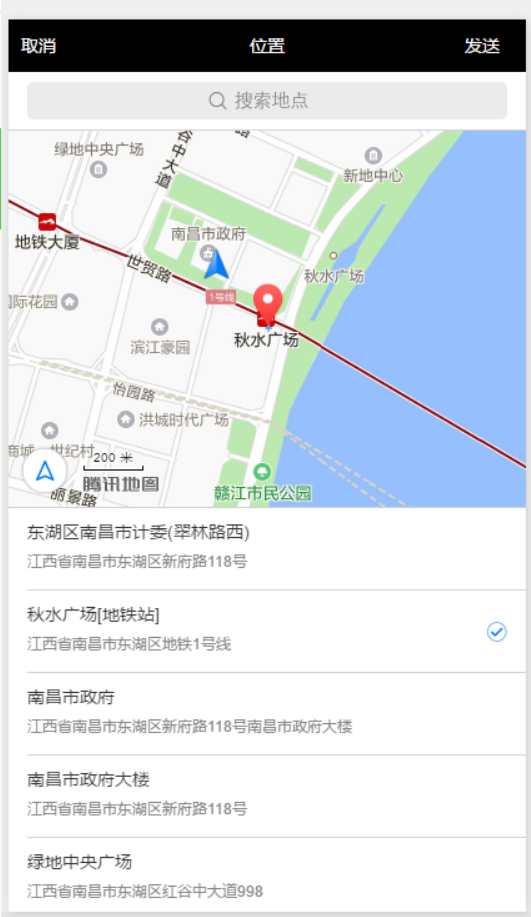 取消
位置
发送
搜索地点
绿地中央广场
谷中大道
新地中心
地铁大厦
南昌市政府
世贸路
秋水广场
国际花园
1号线
滨江豪园
秋水广场
怡园路
洪城时代广场
商城
世纪村
200 米
腾讯地图
丽景路
赣江市民公园
东湖区南昌市计委(翠林路西)
江西省南昌市东湖区新府路118号
秋水广场[地铁站]
江西省南昌市东湖区地铁1号线
南昌市政府
江西省南昌市东湖区新府路118号南昌市政府大楼
南昌市政府大楼
江西省南昌市东湖区新府路118号
绿地中央广场
江西省南昌市东湖区红谷中大道998